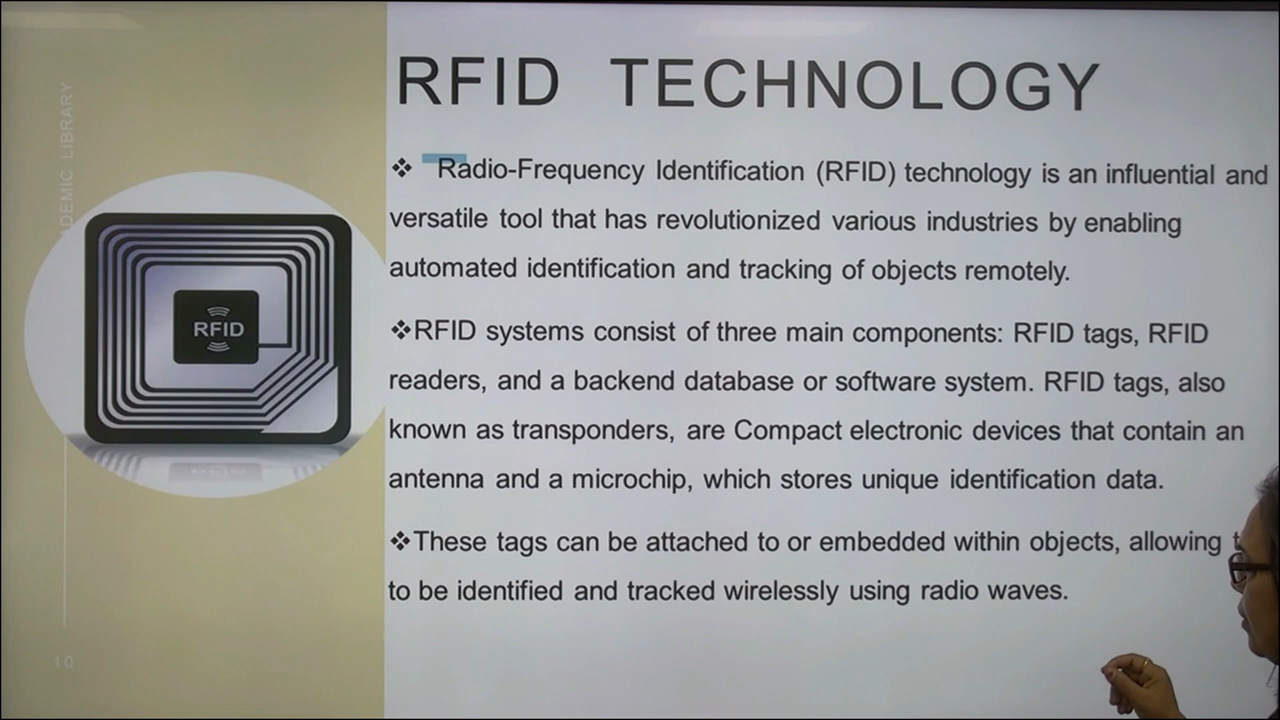 RFID TECHNOLOGY
❖ Radio-Frequency Identification (RFID) technology is an influential and
versatile tool that has revolutionized various industries by enabling
automated identification and tracking of objects remotely.
❖RFID systems consist of three main components: RFID tags, RFID
readers, and a backend database or software system. RFID tags, also
known as transponders, are Compact electronic devices that contain an
antenna and a microchip, which stores unique identification data.
❖These tags can be attached to or embedded within objects, allowing
to be identified and tracked wirelessly using radio waves.
RFID
LIBRARY
10